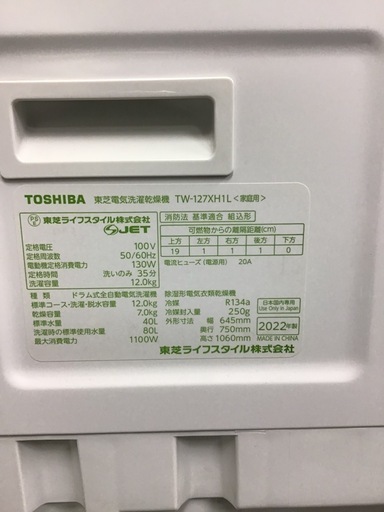 TOSHIBA 東芝電気洗濯乾燥機 TW-127XH1L <家庭用>
PS E 東芝ライフスタイル株式会社
JET
定格電圧 100V
定格周波数 50/60Hz
電動機定格消費電力 130W
定格時間 洗いのみ 35分
洗濯容量 12.0kg
消防法 基準適合 組込形
可燃物からの離隔距離(cm)
上方 左方 右方 前方 後方 下方
19 1 1 1 0
電流ヒューズ (電源用) 20A
種類 ドラム式全自動電気洗濯機
標準コース・洗濯・脱水容量 12.0kg
乾燥容量 7.0kg
標準水量 40L
洗濯時の標準使用水量 80L
最大消費電力 1100W
除湿形電気衣類乾燥機
冷媒 R134a
冷媒封入量 250g
外形寸法 幅 645mm
奥行 750mm
高さ 1060mm
日本国内専用
Use Only in Japan
2022年製
MADE IN CHINA
東芝ライフスタイル株式会社